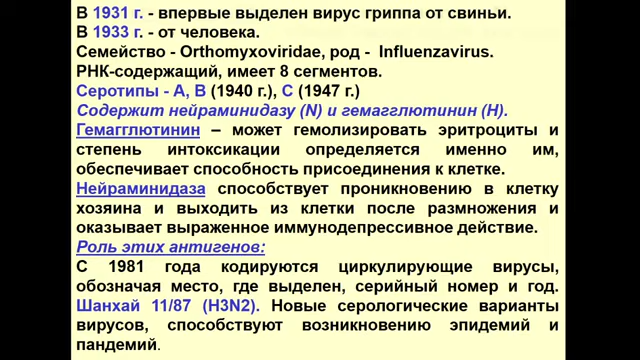 В 1931 г. - впервые выделен вирус гриппа от свиньи.
В 1933 г. - от человека.
Семейство - Orthomyxoviridae, род - Influenzavirus.
РНК-содержащий, имеет 8 сегментов.
Серотипы - А, В (1940 г.), С (1947 г.)
Содержит нейраминидазу (N) и гемагглютинин (Н).
Гемагглютинин – может гемолизировать эритроциты и
степень интоксикации определяется именно им,
обеспечивает способность присоединения к клетке.
Нейраминидаза способствует проникновению в клетку
хозяина и выходить из клетки после размножения и
оказывает выраженное иммунодепрессивное действие.
Роль этих антигенов:
С 1981 года кодируются циркулирующие вирусы,
обозначая место, где выделен, серийный номер и год.
Шанхай 11/87 (H3N2). Новые серологические варианты
вирусов, способствуют возникновению эпидемий и
пандемий.